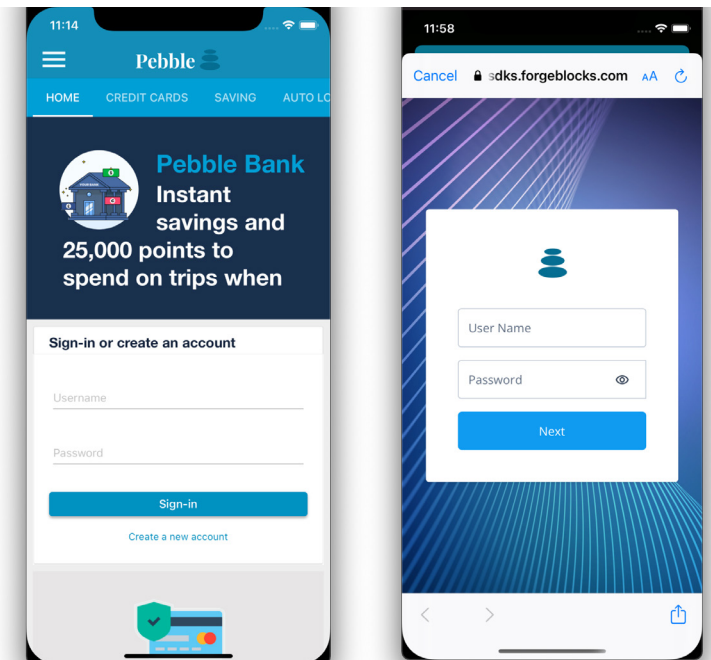 11:14
Pebble
HOME CREDIT CARDS SAVING AUTO LO
Pebble Bank
Instant
savings and
25,000 points to
spend on trips when
Sign-in or create an account
Username
Password
Sign-in
Create a new account
11:58
Cancel sdks.forgeblocks.com AA
User Name
Password
Next